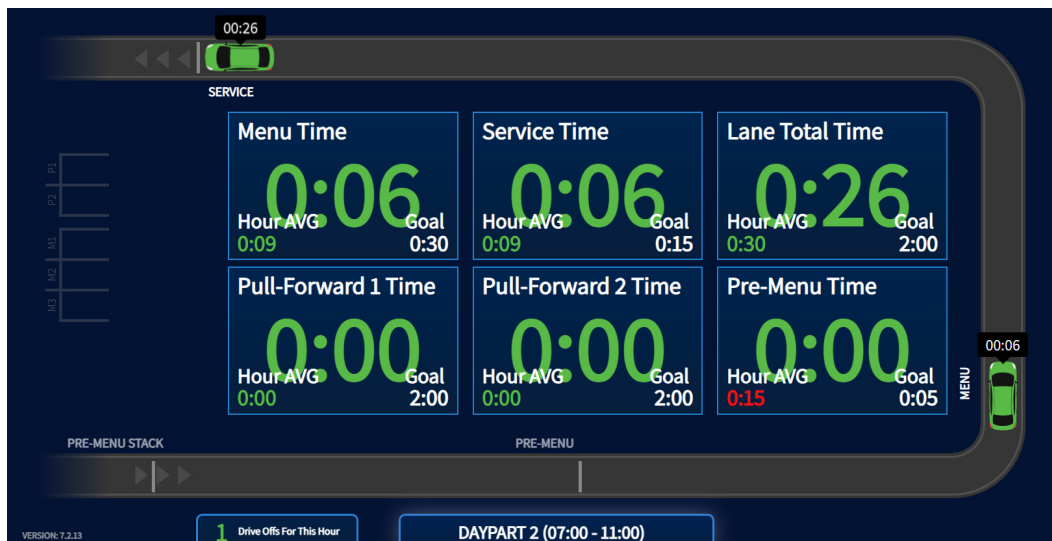 00:26
SERVICE
Menu Time
0:06
Hour AVG
Goal
0:09
0:30
Service Time
0:06
Hour AVG
Goal
0:09
0:15
Lane Total Time
0:26
Hour AVG
Goal
0:30
2:00
P1
P2
M1
M2
M3
Pull-Forward 1 Time
0:00
Hour AVG
Goal
0:00
2:00
Pull-Forward 2 Time
0:00
Hour AVG
Goal
0:00
2:00
Pre-Menu Time
0:00
Hour AVG
Goal
0:15
0:05
00:06
MENU
PRE-MENU STACK
PRE-MENU
VERSION: 7.2.13
1 Drive Offs For This Hour
DAYPART 2 (07:00 - 11:00)